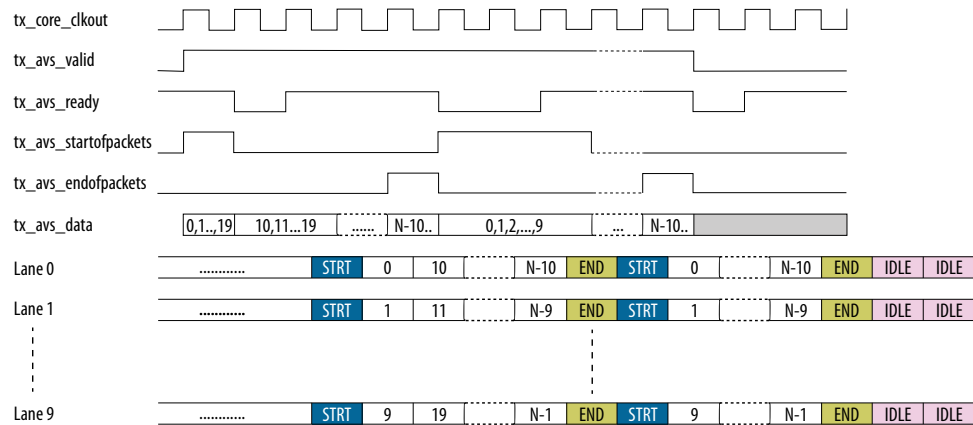 tx_core_clkout
tx_avs_valid
tx_avs_ready
tx_avs_startofpackets
tx_avs_endofpackets
tx_avs_data 0,1..,19 10,11...19 ...... N-10.. 0,1,2,...,9 ... N-10..
Lane 0 ............ STRT 0 10 N-10 END STRT 0 N-10 END IDLE IDLE
Lane 1 ............ STRT 1 11 N-9 END STRT 1 N-9 END IDLE IDLE
Lane 9 ............ STRT 9 19 N-1 END STRT 9 N-1 END IDLE IDLE